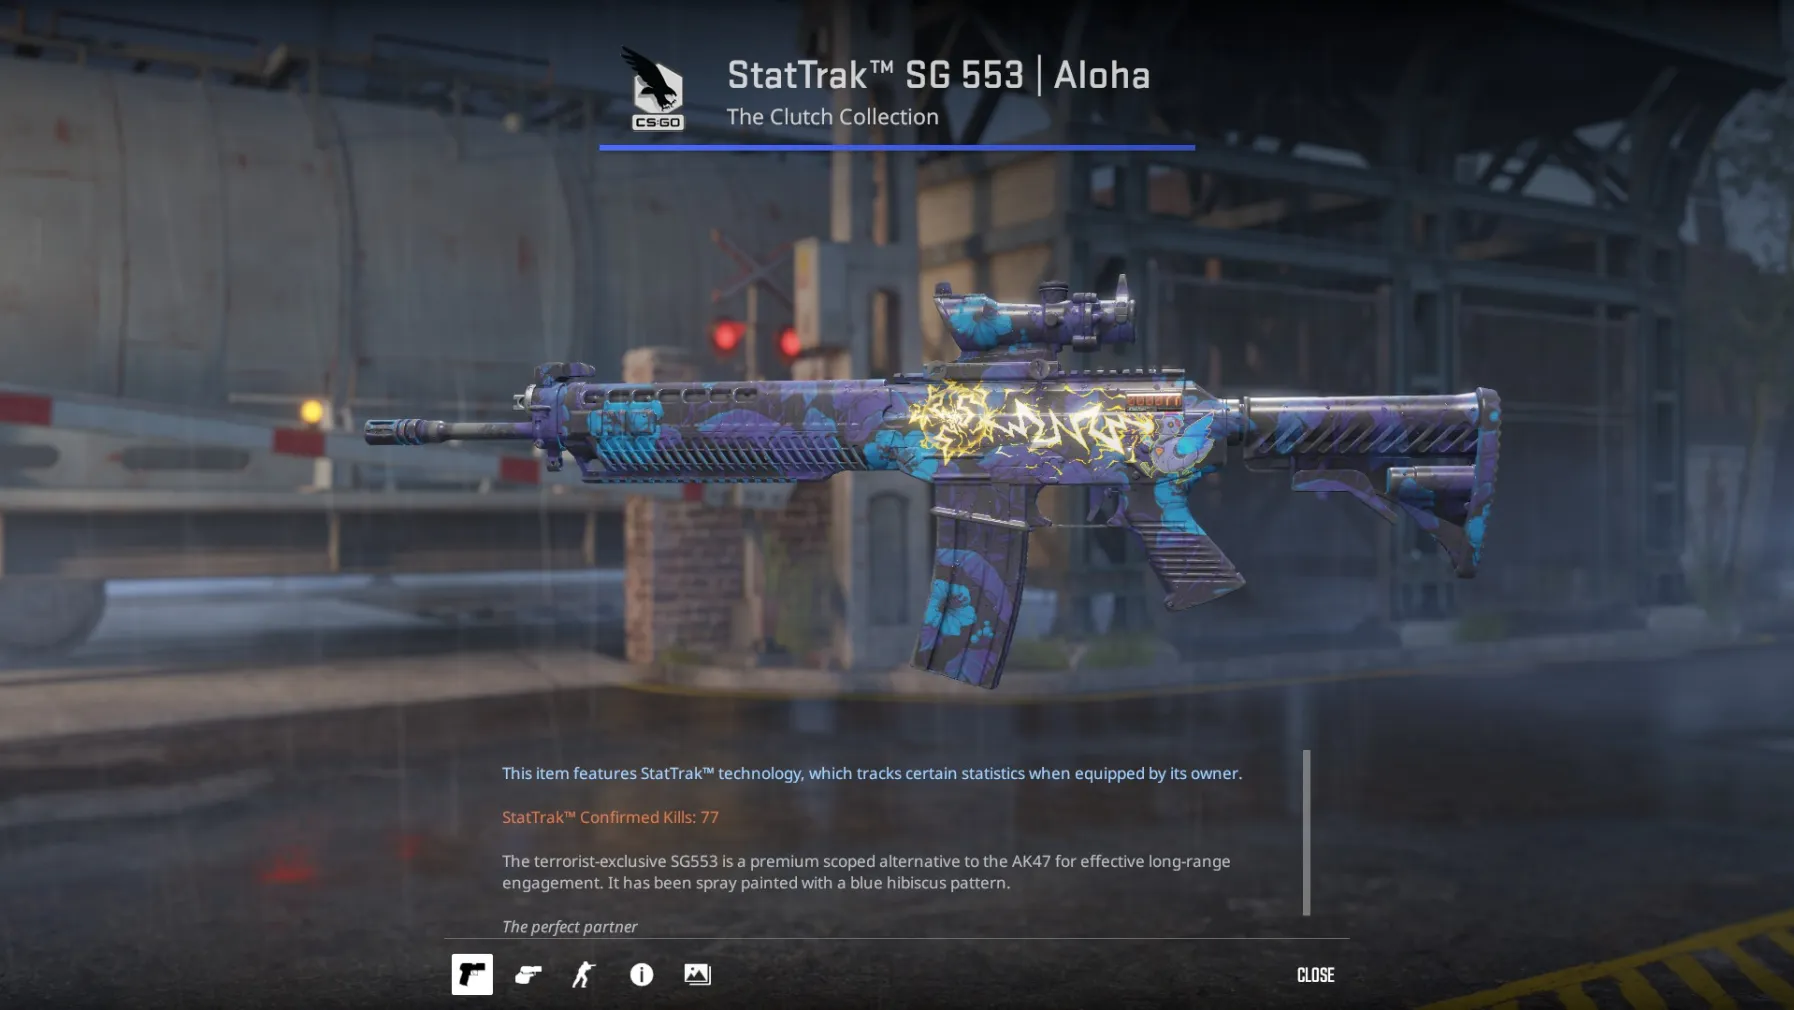 StatTrak™ SG 553 | Aloha
CS:GO
The Clutch Collection
This item features StatTrak™ technology, which tracks certain statistics when equipped by its owner.
StatTrak™ Confirmed Kills: 77
The terrorist-exclusive SG553 is a premium scoped alternative to the AK47 for effective long-range
engagement. It has been spray painted with a blue hibiscus pattern.
The perfect partner
CLOSE